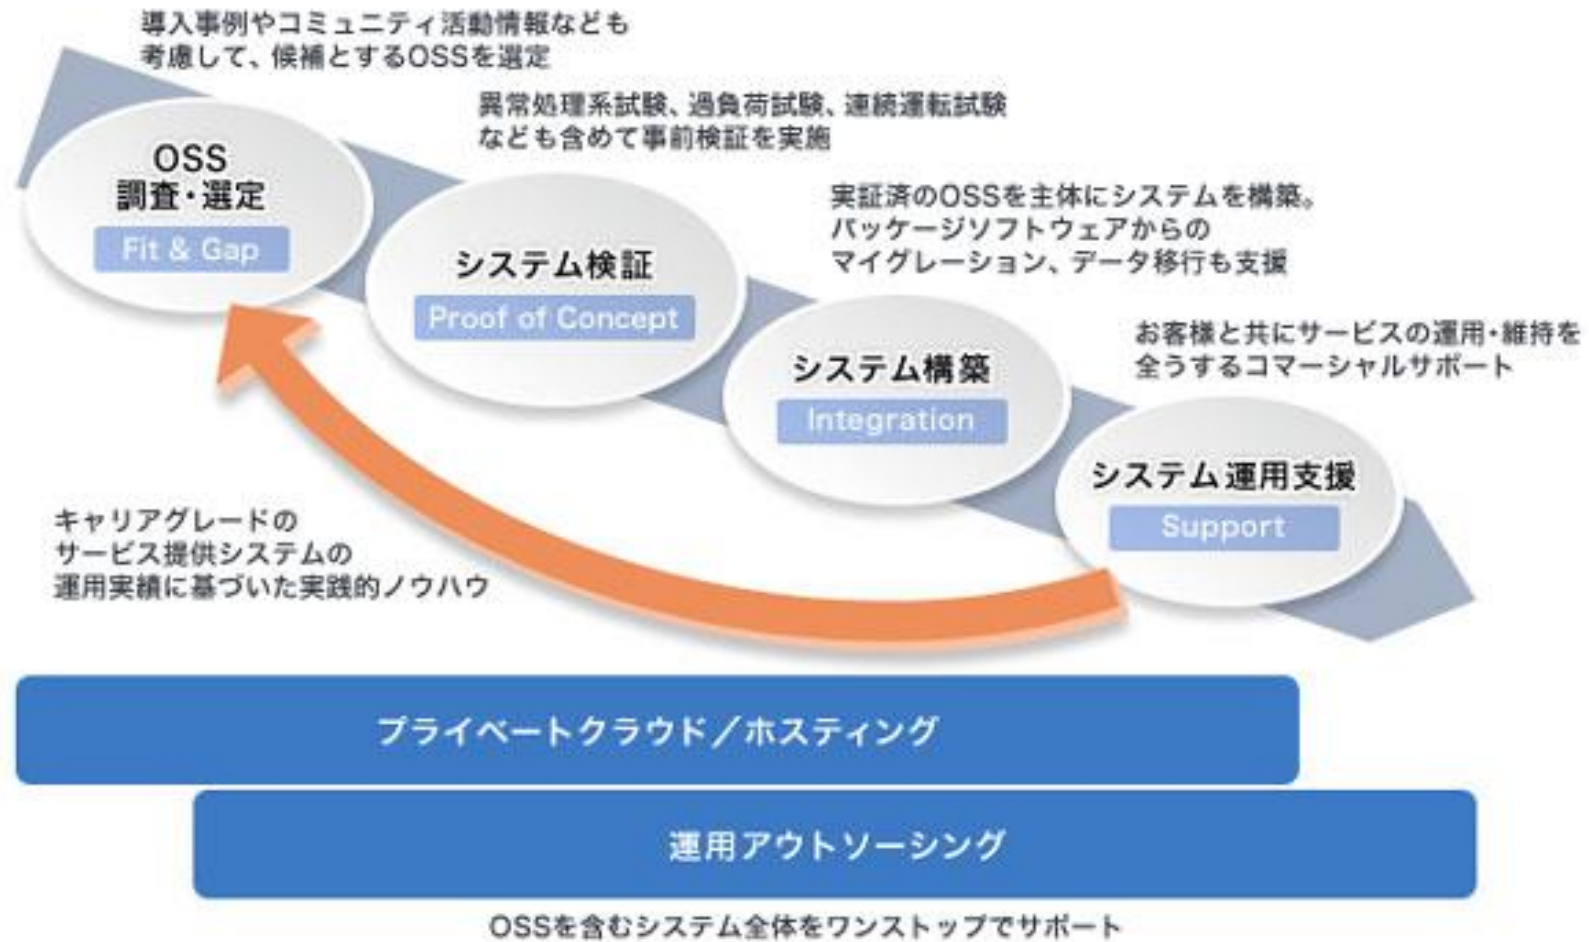 導入事例やコミュニティ活動情報なども
考慮して、候補とするOSSを選定
異常処理系試験、過負荷試験、連続運転試験
なども含めて事前検証を実施
OSS
調査・選定
Fit & Gap
実証済のOSSを主体にシステムを構築。
パッケージソフトウェアからの
マイグレーション、データ移行も支援
システム検証
Proof of Concept
お客様と共にサービスの運用・維持を
全うするコマーシャルサポート
システム構築
Integration
システム運用支援
Support
キャリアグレードの
サービス提供システムの
運用実績に基づいた実践的ノウハウ
プライベートクラウド／ホスティング
運用アウトソーシング
OSSを含むシステム全体をワンストップでサポート